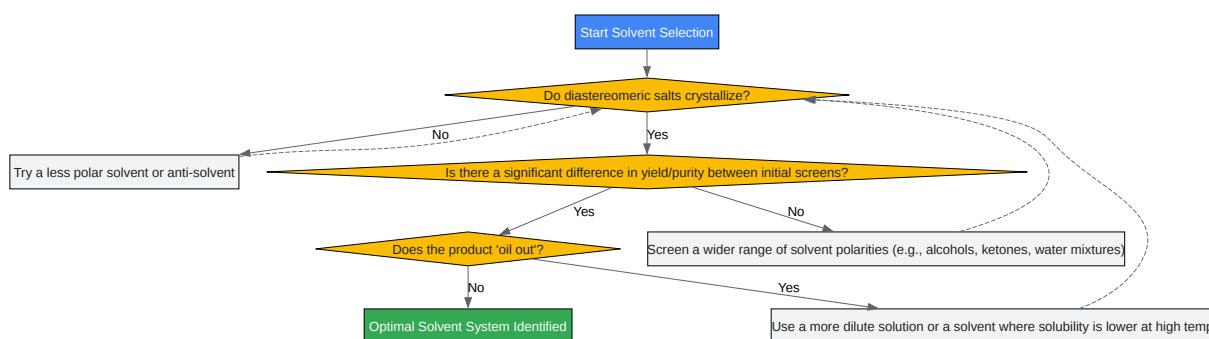 Start Solvent Selection
Do diastereomeric salts crystallize?
No
Yes
Try a less polar solvent or anti-solvent
Is there a significant difference in yield/purity between initial screens?
Yes
No
Does the product 'oil out'?
Screen a wider range of solvent polarities (e.g., alcohols, ketones, water mixtures)
No
Yes
Optimal Solvent System Identified
Use a more dilute solution or a solvent where solubility is lower at high temp